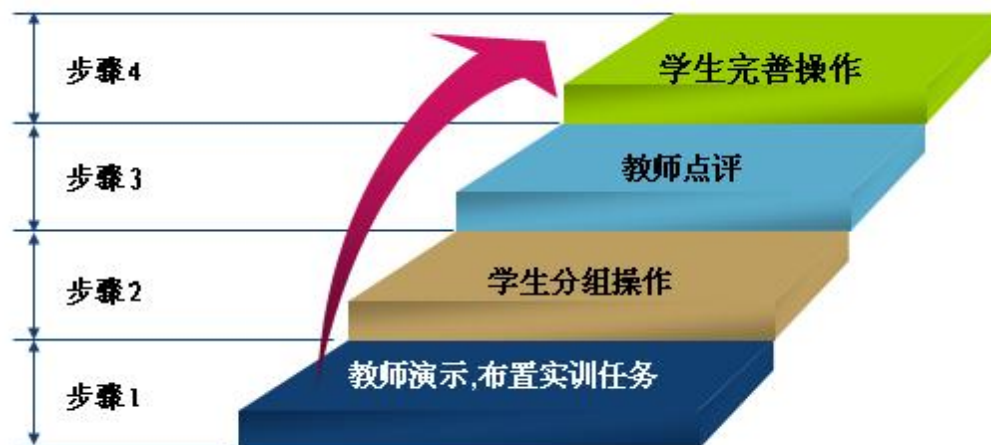 步骤4
学生完善操作
步骤3
教师点评
步骤2
学生分组操作
步骤1
教师演示,布置实训任务